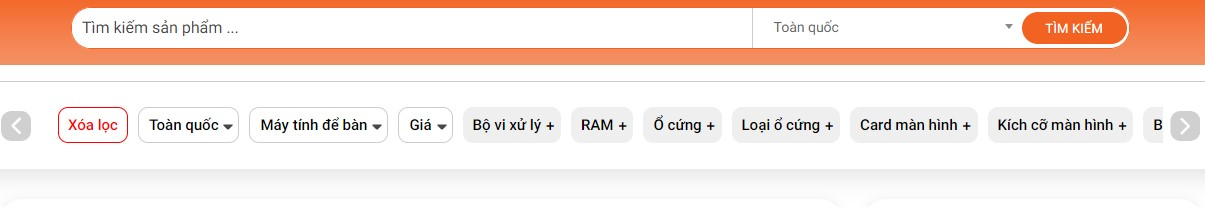 Tìm kiếm sản phẩm ... Toàn quốc TÌM KIẾM
Xóa lọc Toàn quốc Máy tính để bàn Giá Bộ vi xử lý + RAM + Ổ cứng + Loại ổ cứng + Card màn hình + Kích cỡ màn hình +